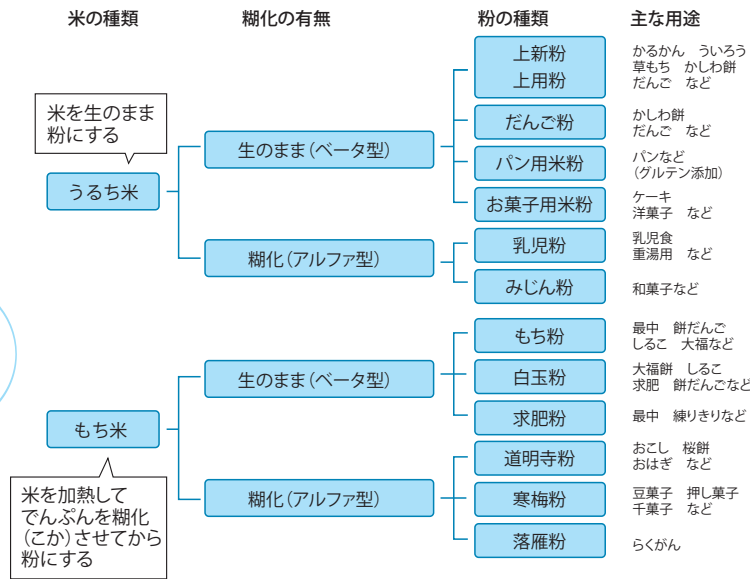 米の種類
糊化の有無
粉の種類
主な用途
米を生のまま
粉にする
うるち米
生のまま(ベータ型)
上新粉
上用粉
かるかん ういろう
草もち かしわ餅
だんご など
だんご粉
かしわ餅
だんご など
パン用米粉
パンなど
(グルテン添加)
お菓子用米粉
ケーキ
洋菓子 など
糊化(アルファ型)
乳児粉
乳児食
重湯用 など
みじん粉
和菓子など
もち米
生のまま(ベータ型)
もち粉
最中 餅だんご
しるこ 大福など
白玉粉
大福餅 しるこ
求肥 餅だんごなど
求肥粉
最中 練りきりなど
米を加熱して
でんぷんを糊化
(こか)させてから
粉にする
糊化(アルファ型)
道明寺粉
おこし 桜餅
おはぎ など
寒梅粉
豆菓子 押し菓子
干菓子 など
落雁粉
らくがん